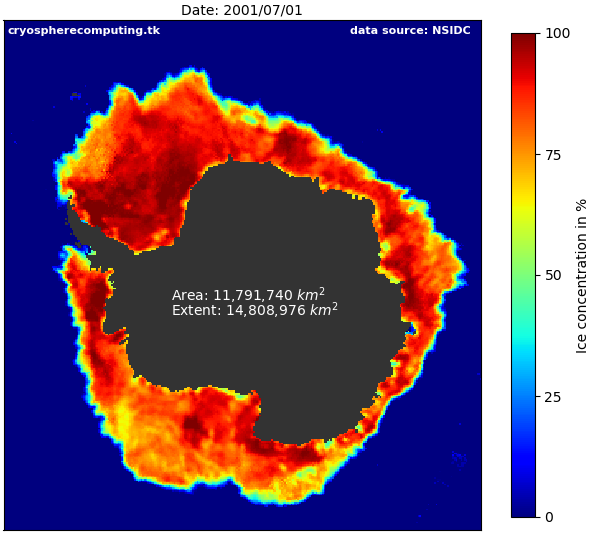 Date: 2001/07/01
cryospherecomputing.tk
data source: NSIDC
100
75
50
25
0
Ice concentration in %
Area: 11,791,740 km²
Extent: 14,808,976 km²